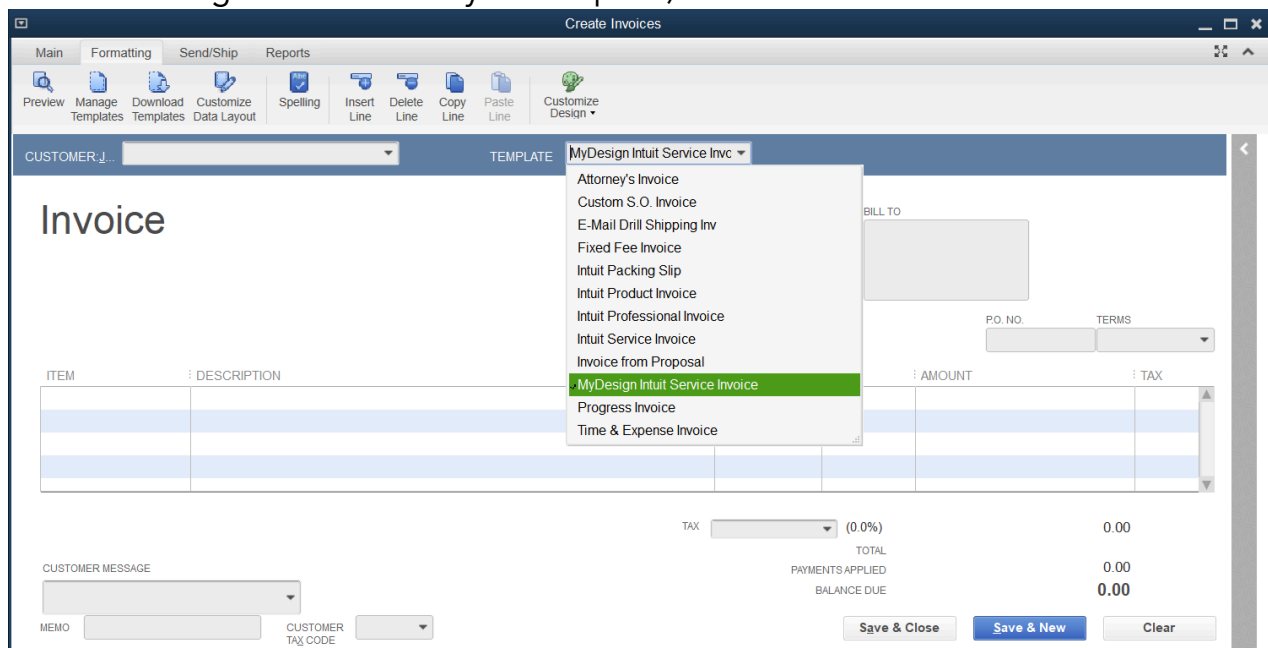 Create Invoices
Main Formatting Send/Ship Reports
Preview Manage Templates Download Templates Customize Data Layout Abc Spelling Insert Line Delete Line Copy Line Paste Line Customize Design
CUSTOMER:J... TEMPLATE MyDesign Intuit Service Invc
Attorney's Invoice
Custom S.O. Invoice
Invoice
BILL TO
E-Mail Drill Shipping Inv
Fixed Fee Invoice
Intuit Packing Slip
Intuit Product Invoice
Intuit Professional Invoice
P.O. NO. TERMS
Intuit Service Invoice
Invoice from Proposal
ITEM DESCRIPTION AMOUNT TAX
MyDesign Intuit Service Invoice
Progress Invoice
Time & Expense Invoice
TAX (0.0%) 0.00
TOTAL
CUSTOMER MESSAGE PAYMENTS APPLIED 0.00
BALANCE DUE 0.00
MEMO CUSTOMER TAX CODE Save & Close Save & New Clear